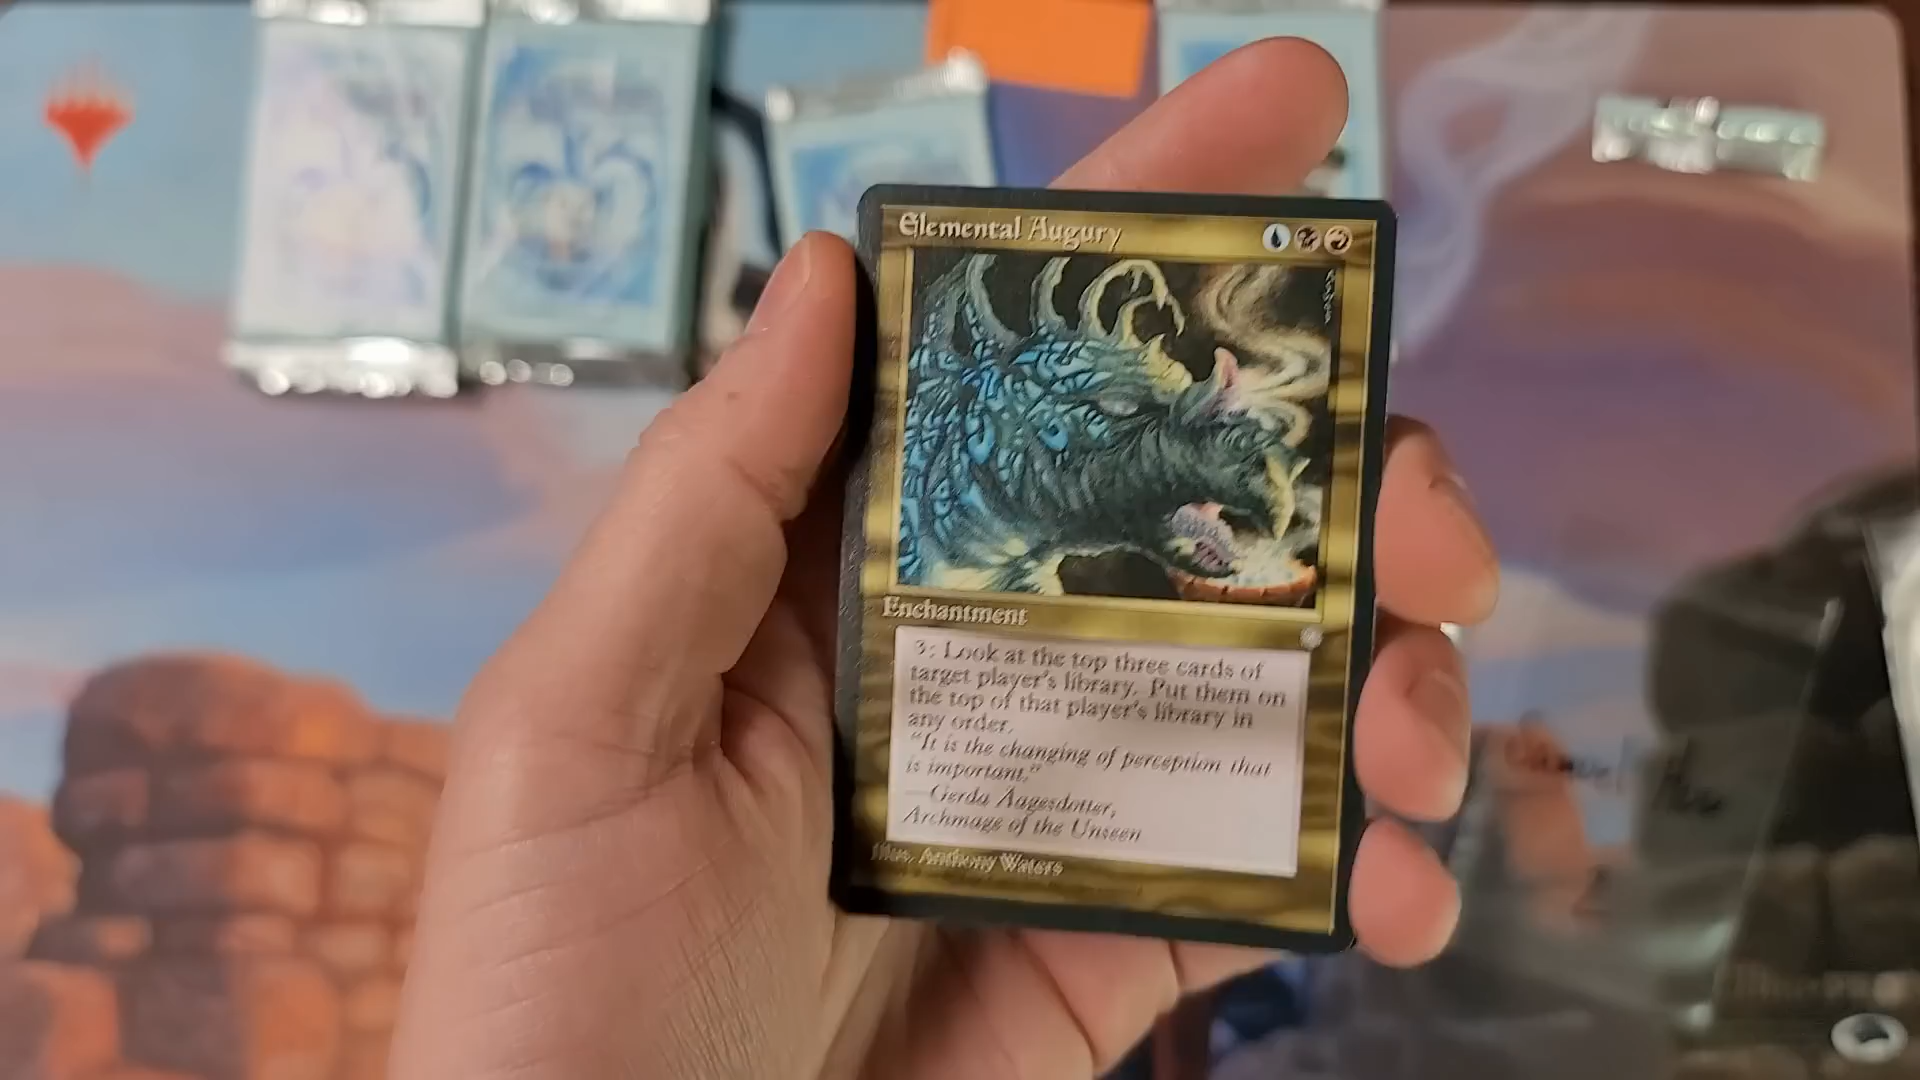 Elemental Augury
Enchantment
3: Look at the top three cards of
target player's library. Put them on
the top of that player's library in
any order.
"It is the changing of perception that
is important."
—Gerda Äagesdotter,
Archmage of the Unseen
Illus. Anthony Waters